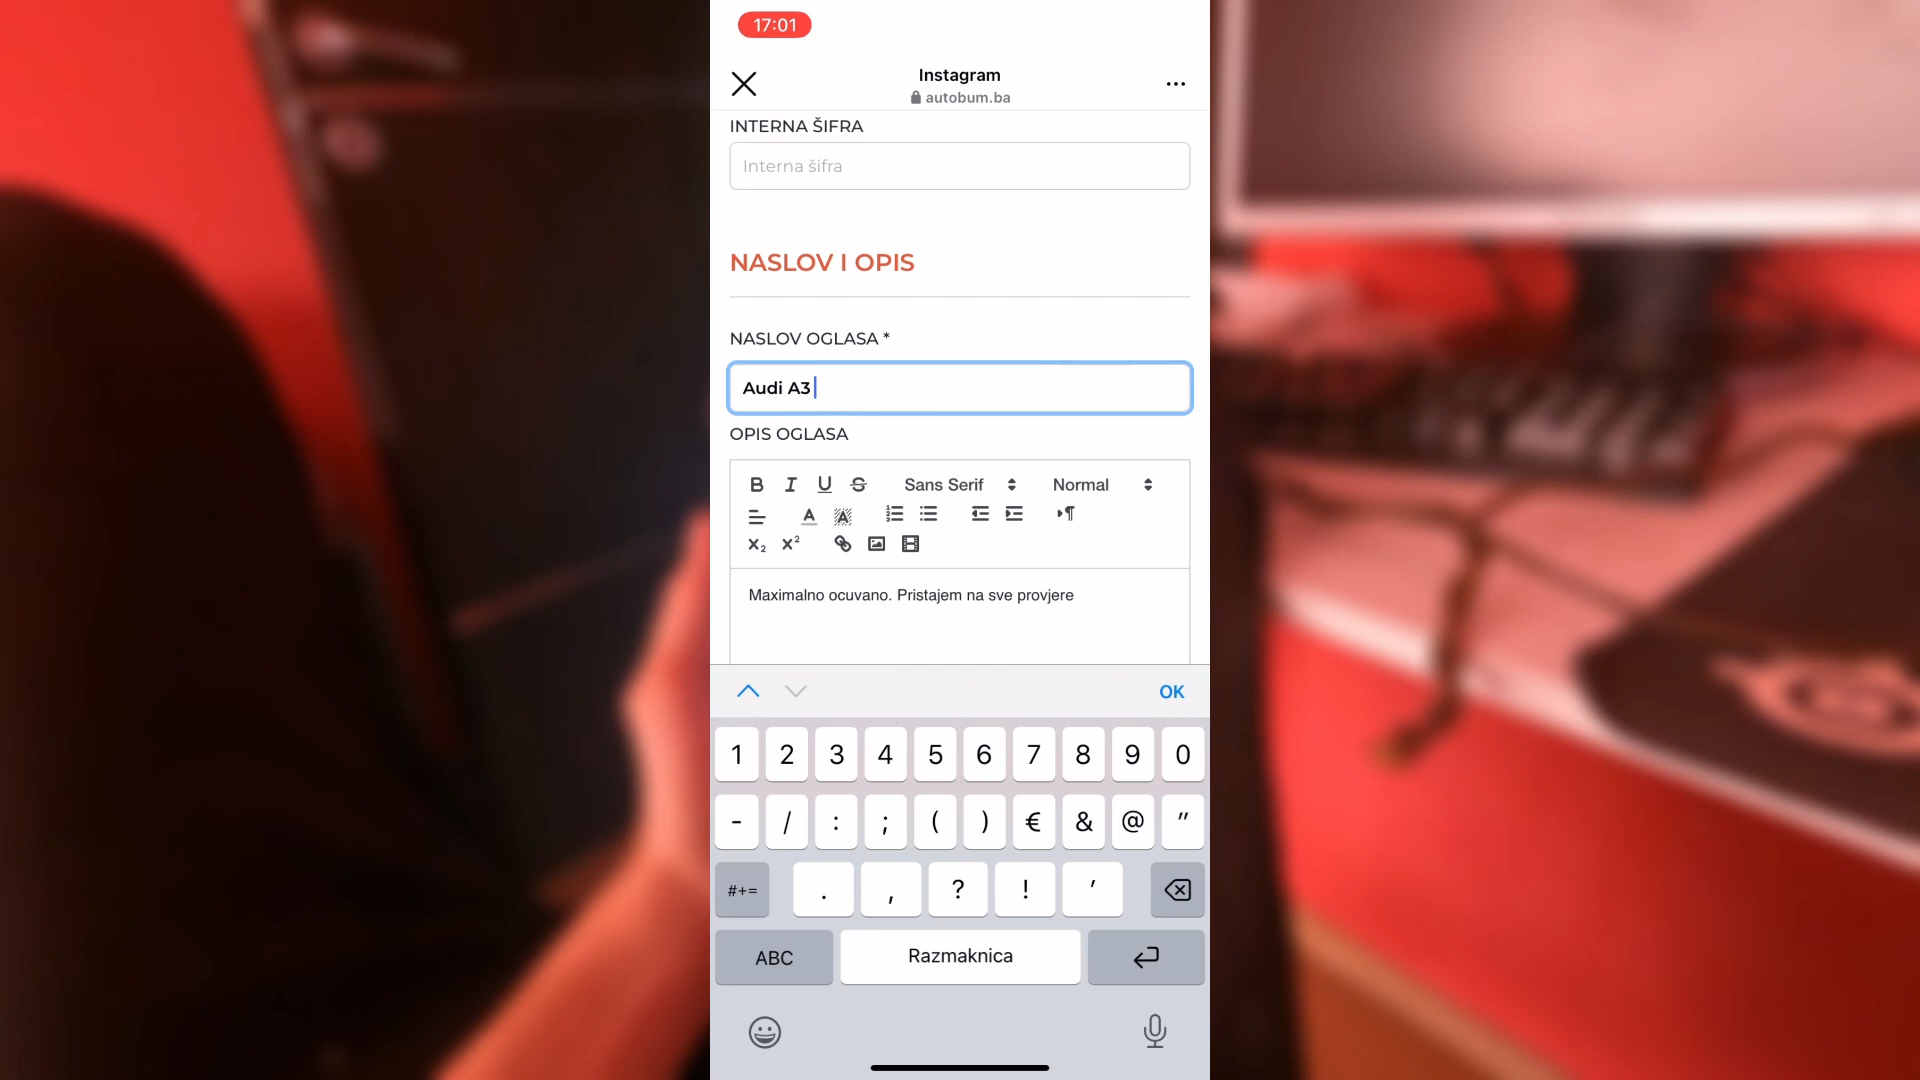 17:01
Instagram
autobum.ba
INTERNA ŠIFRA
Interna šifra
NASLOV I OPIS
NASLOV OGLASA *
Audi A3
OPIS OGLASA
B I U S Sans Serif Normal
A A
X₂ X²
Maximalno ocuvano. Pristajem na sve provjere
OK
1 2 3 4 5 6 7 8 9 0
- / : ; ( ) € & @ "
#+= . , ? ! '
ABC Razmaknica